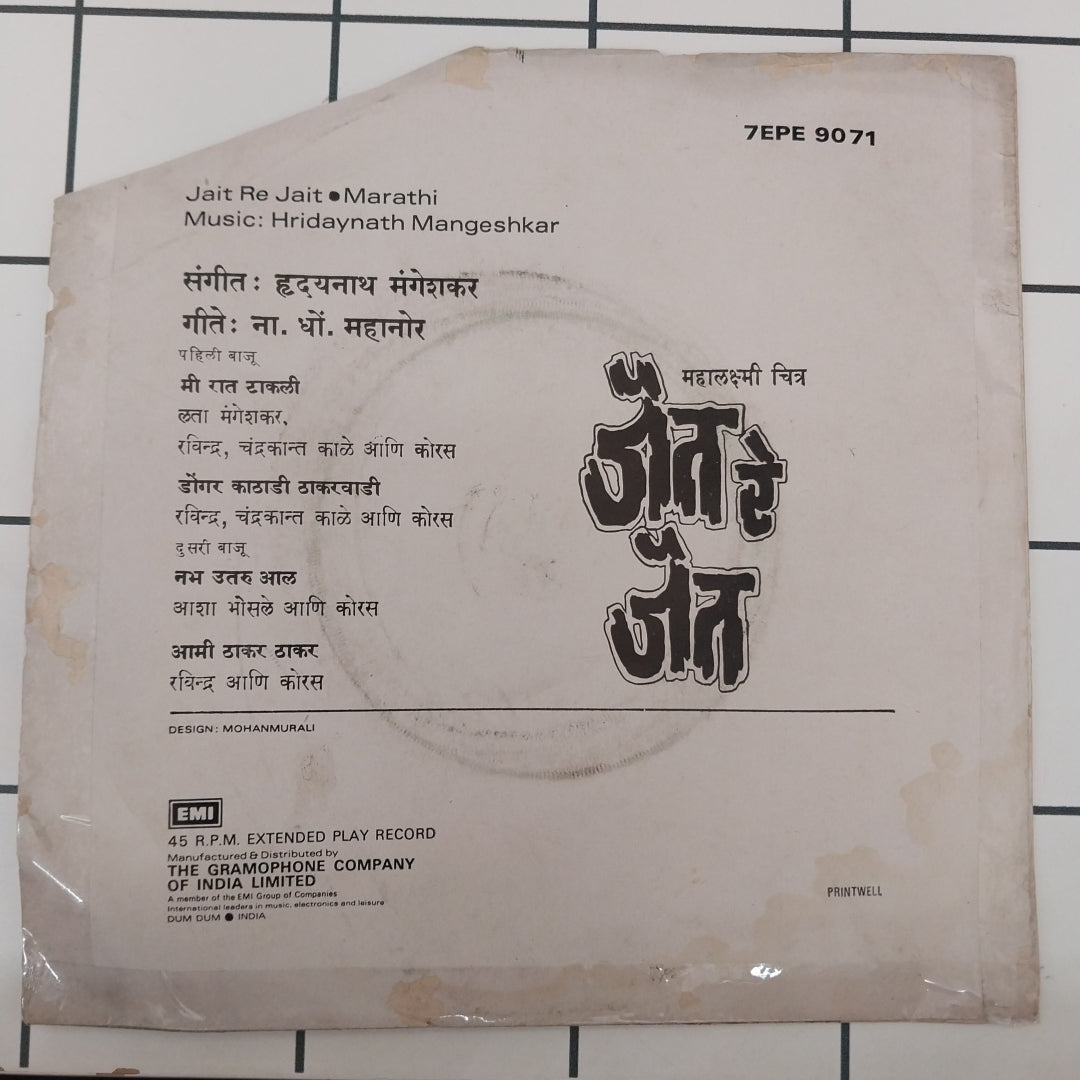 7EPE 9071
Jait Re Jait ● Marathi
Music: Hridaynath Mangeshkar
संगीत: हृदयनाथ मंगेशकर
गीते: ना. धों. महानोर
पहिली बाजू
मी रात टाकली
लता मंगेशकर,
रविन्द्र, चंद्रकान्त काळे आणि कोरस
डोंगर काठाडी ठाकरवाडी
रविन्द्र, चंद्रकान्त काळे आणि कोरस
दुसरी बाजू
नभ उतरु आल
आशा भोसले आणि कोरस
आमी ठाकर ठाकर
रविन्द्र आणि कोरस
महालक्ष्मी चित्र
जैत रे
जैत
DESIGN: MOHANMURALI
EMI
45 R.P.M. EXTENDED PLAY RECORD
Manufactured & Distributed by
THE GRAMOPHONE COMPANY
OF INDIA LIMITED
A member of the EMI Group of Companies
International leaders in music, electronics and leisure
DUM DUM ● INDIA
PRINTWELL